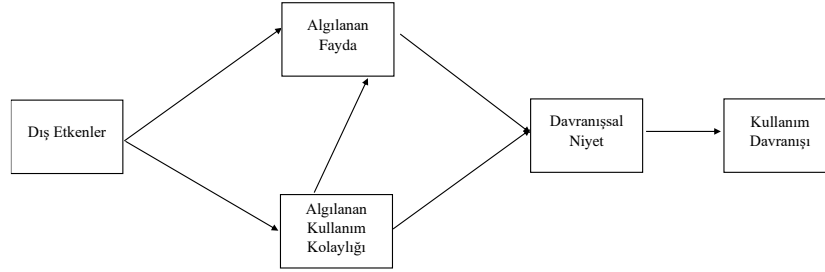 Algılanan
Fayda
Dış Etkenler
Davranışsal
Niyet
Kullanım
Davranışı
Algılanan
Kullanım
Kolaylığı